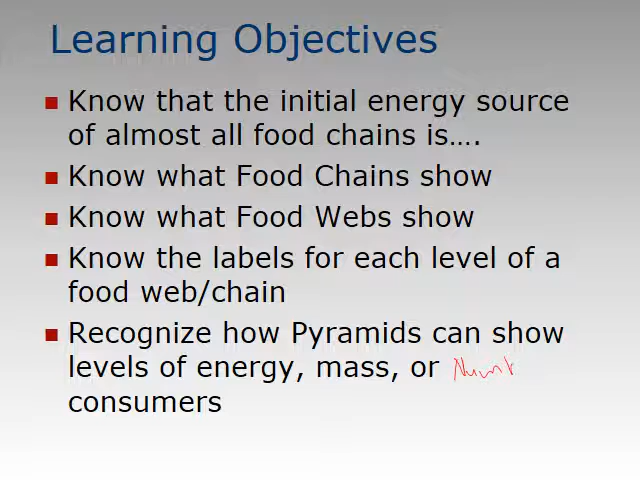 Learning Objectives
Know that the initial energy source
of almost all food chains is….
Know what Food Chains show
Know what Food Webs show
Know the labels for each level of a
food web/chain
Recognize how Pyramids can show
levels of energy, mass, or
consumers